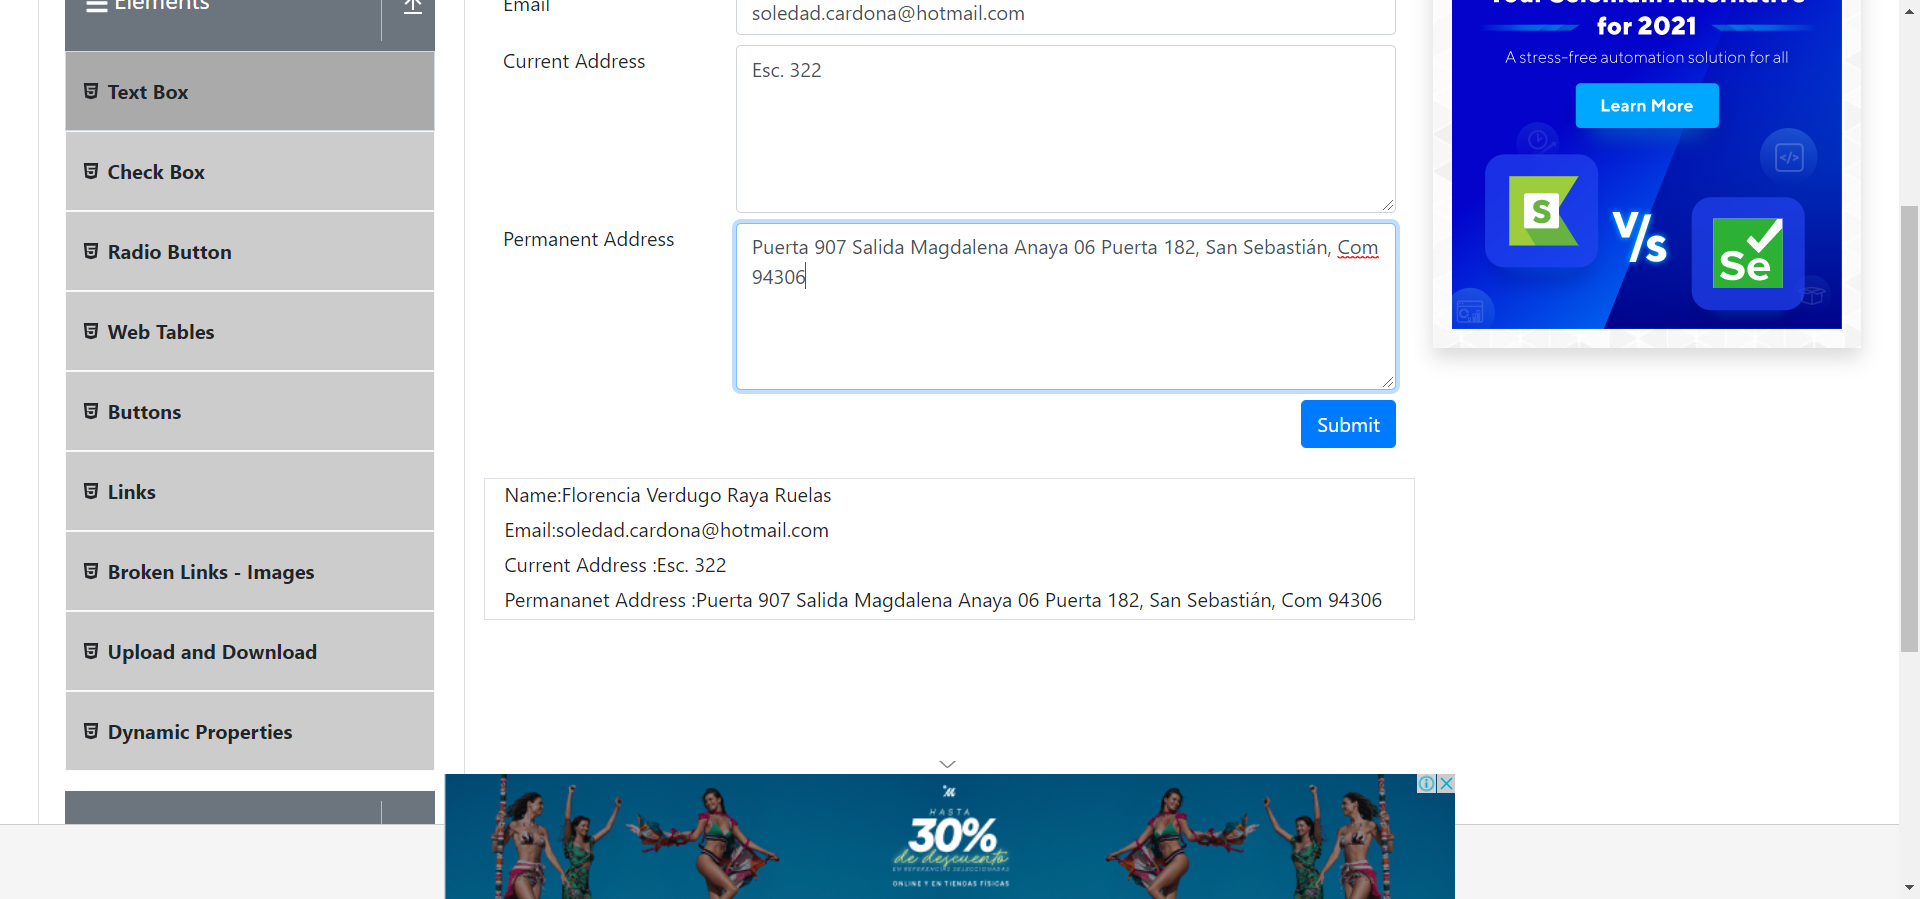 Elements
Text Box
Check Box
Radio Button
Web Tables
Buttons
Links
Broken Links - Images
Upload and Download
Dynamic Properties
Email
soledad.cardona@hotmail.com
Current Address
Esc. 322
Permanent Address
Puerta 907 Salida Magdalena Anaya 06 Puerta 182, San Sebastián, Com
94306
Submit
Name:Florencia Verdugo Raya Ruelas
Email:soledad.cardona@hotmail.com
Current Address :Esc. 322
Permananet Address :Puerta 907 Salida Magdalena Anaya 06 Puerta 182, San Sebastián, Com 94306
Your Selenium Alternative
for 2021
A stress-free automation solution for all
Learn More
S
V/s
Se
HASTA
30%
de descuento
EN REFERENCIAS SELECCIONADAS
ONLINE Y EN TIENDAS FÍSICAS